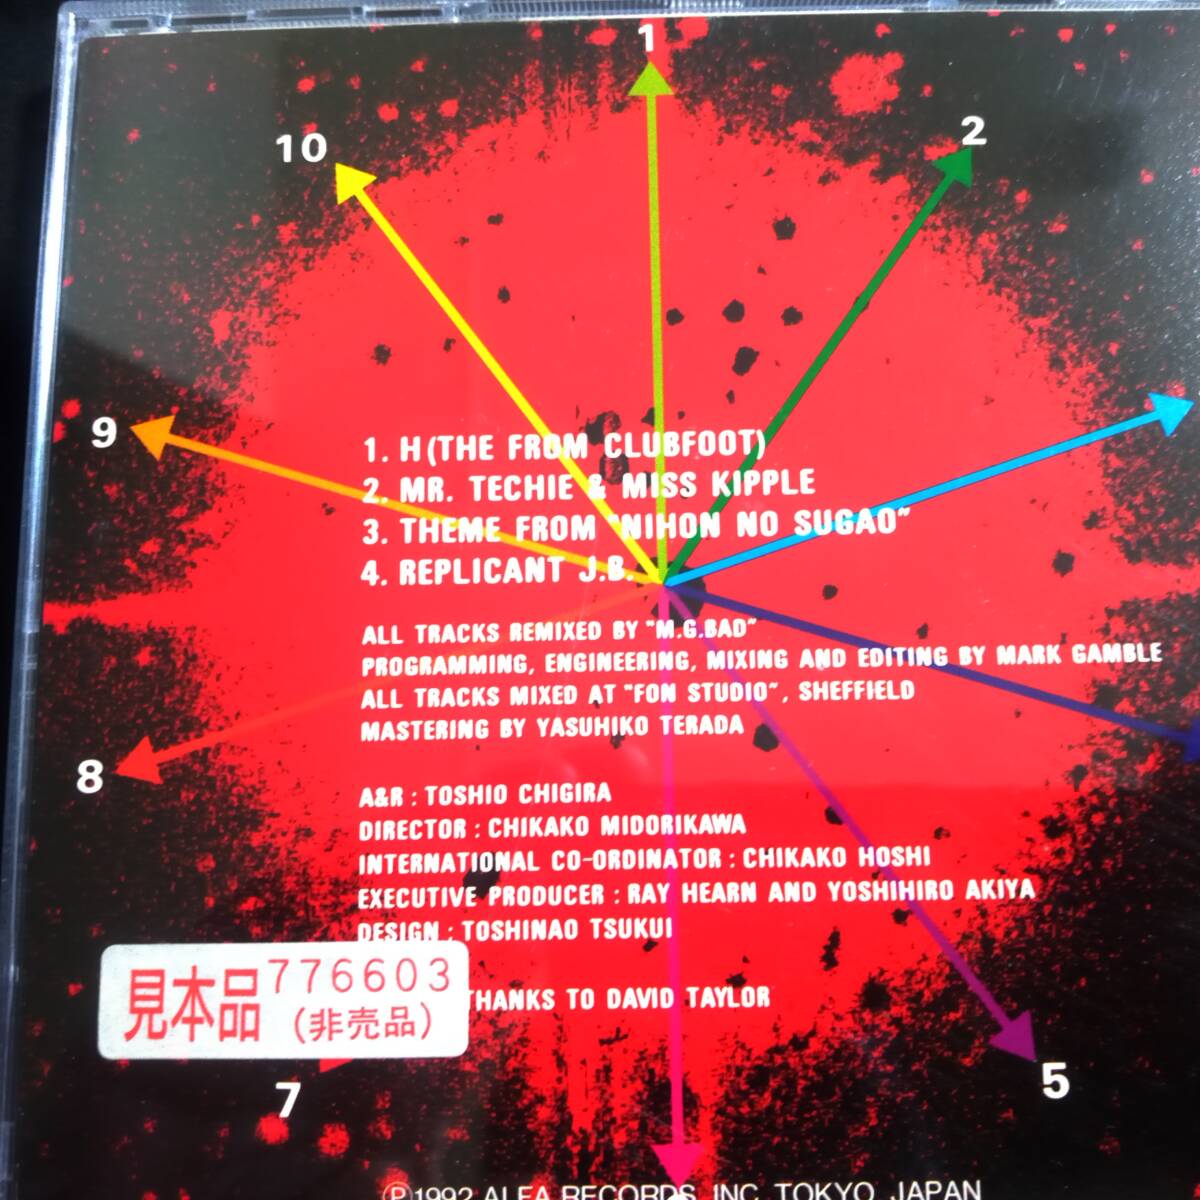 1
2
10
9
1. H (THE FROM CLUBFOOT)
2. MR. TECHIE & MISS KIPPLE
3. THEME FROM "NIHON NO SUGAO"
4. REPLICANT J.B.
ALL TRACKS REMIXED BY "M.G.BAD"
PROGRAMMING, ENGINEERING, MIXING AND EDITING BY MARK GAMBLE
ALL TRACKS MIXED AT "FON STUDIO", SHEFFIELD
MASTERING BY YASUHIKO TERADA
8
A&R : TOSHIO CHIGIRA
DIRECTOR : CHIKAKO MIDORIKAWA
INTERNATIONAL CO-ORDINATOR : CHIKAKO HOSHI
EXECUTIVE PRODUCER : RAY HEARN AND YOSHIHIRO AKIYA
DESIGN : TOSHINAO TSUKUI
見本品 776603
(非売品)
THANKS TO DAVID TAYLOR
5
7
Ⓟ1992 ALFA RECORDS, INC. TOKYO, JAPAN